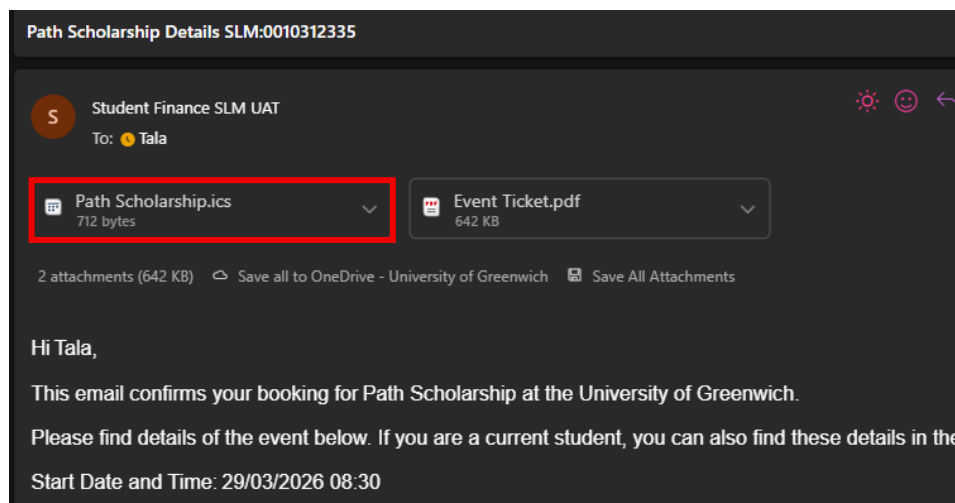 Path Scholarship Details SLM:0010312335
S
Student Finance SLM UAT
To: Tala
Path Scholarship.ics
712 bytes
Event Ticket.pdf
642 KB
2 attachments (642 KB) Save all to OneDrive - University of Greenwich Save All Attachments
Hi Tala,
This email confirms your booking for Path Scholarship at the University of Greenwich.
Please find details of the event below. If you are a current student, you can also find these details in the
Start Date and Time: 29/03/2026 08:30